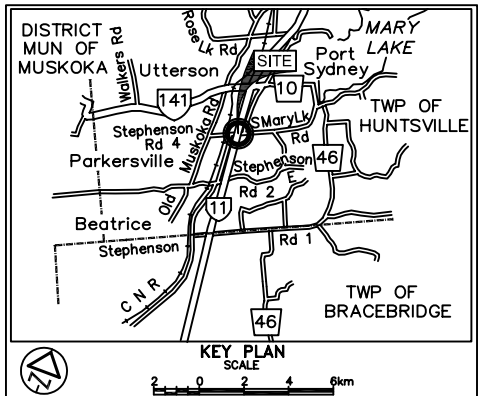 DISTRICT
MUN OF
MUSKOKA
Walkers Rd
Rose
Lk Rd
MARY
LAKE
SITE
Port
Sydney
Utterson
141
10
TWP OF
HUNTSVILLE
Stephenson
Rd 4
Old Muskoka Rd
S Mary Lk
Rd
46
Parkersville
Stephenson
Rd 2 E
11
Beatrice
Stephenson Rd 1
CNR
TWP OF
BRACEBRIDGE
46
KEY PLAN
SCALE
2 0 2 4 6km
N